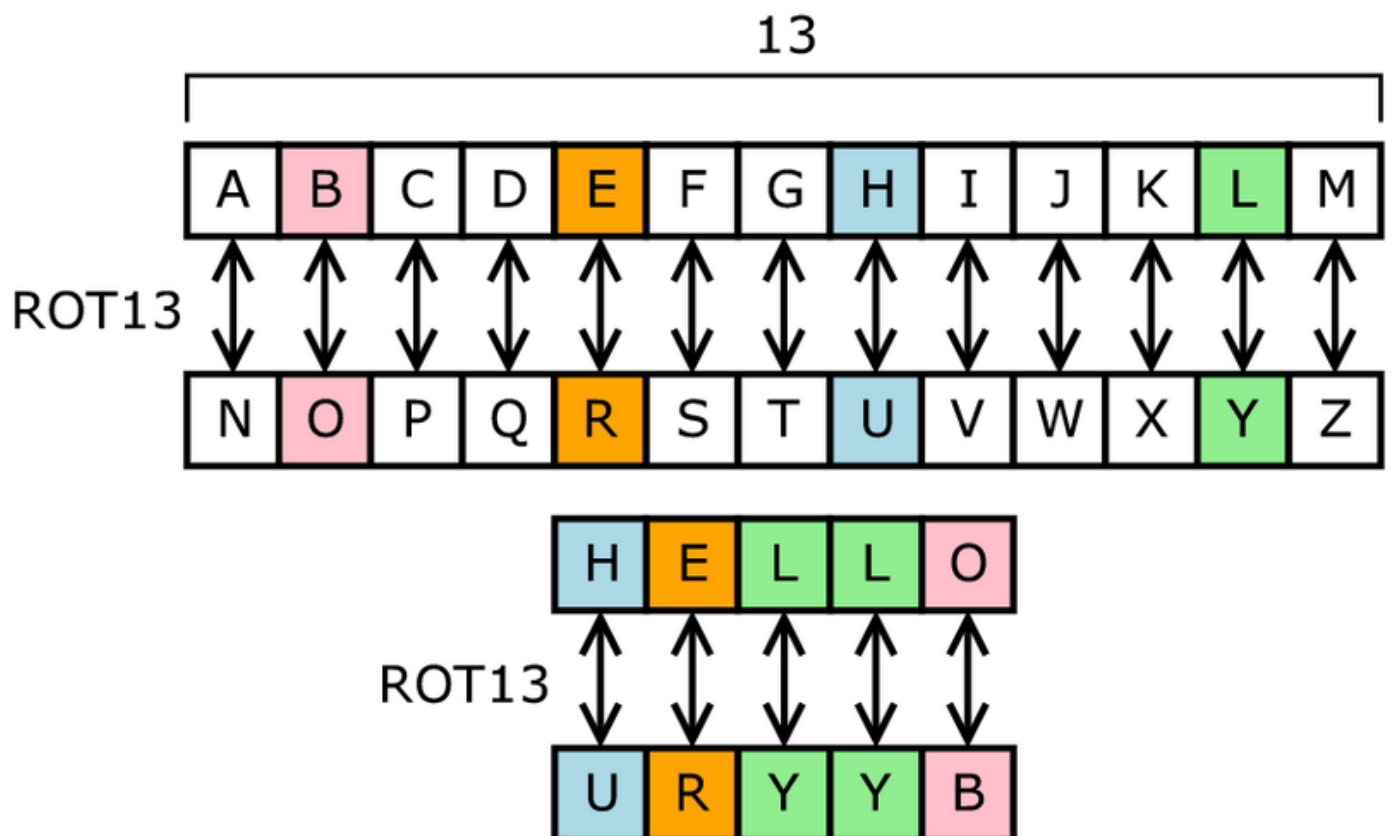 13
A B C D E F G H I J K L M
ROT13
N O P Q R S T U V W X Y Z
H E L L O
ROT13
U R Y Y B